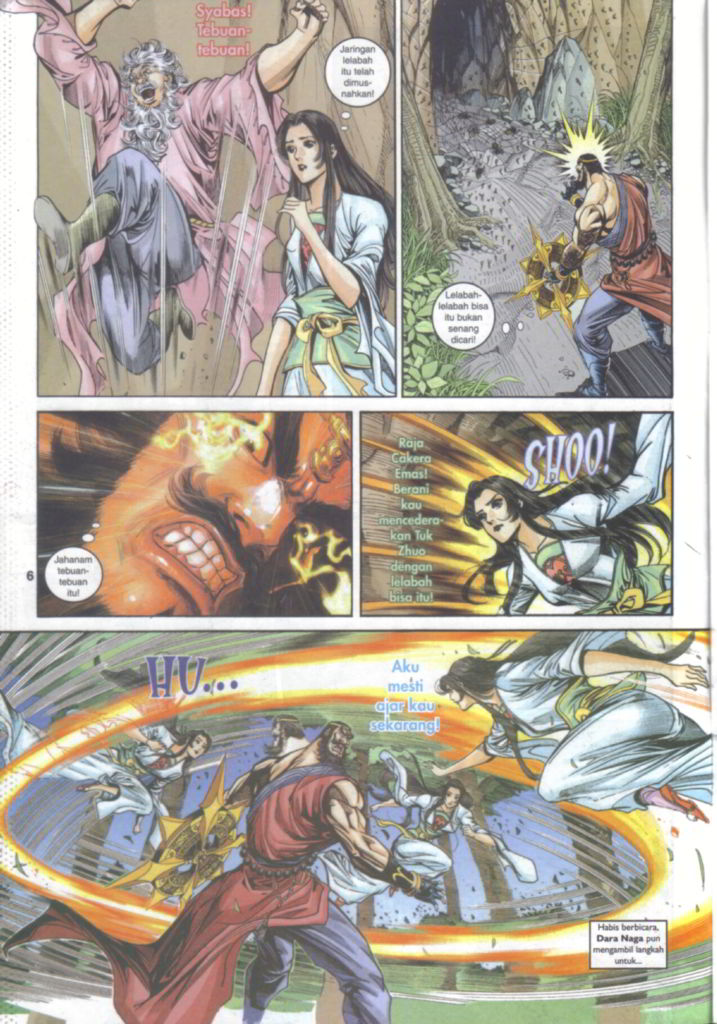 Syabas!
Tebuan-
tebuan!
Jaringan
lelabah
itu telah
dimus-
nahkan!
Lelabah-
lelabah bisa
itu bukan
senang
dicari!
Jahanam
tebuan-
tebuan
itu!
Raja
Cakera
Emas!
Berani
kau
mencedera-
kan Tuk
Zhuo
dengan
lelabah
bisa itu!
SHOO!
6
HU...
Aku
mesti
ajar kau
sekarang!
Habis berbicara,
Dara Naga pun
mengambil langkah
untuk...